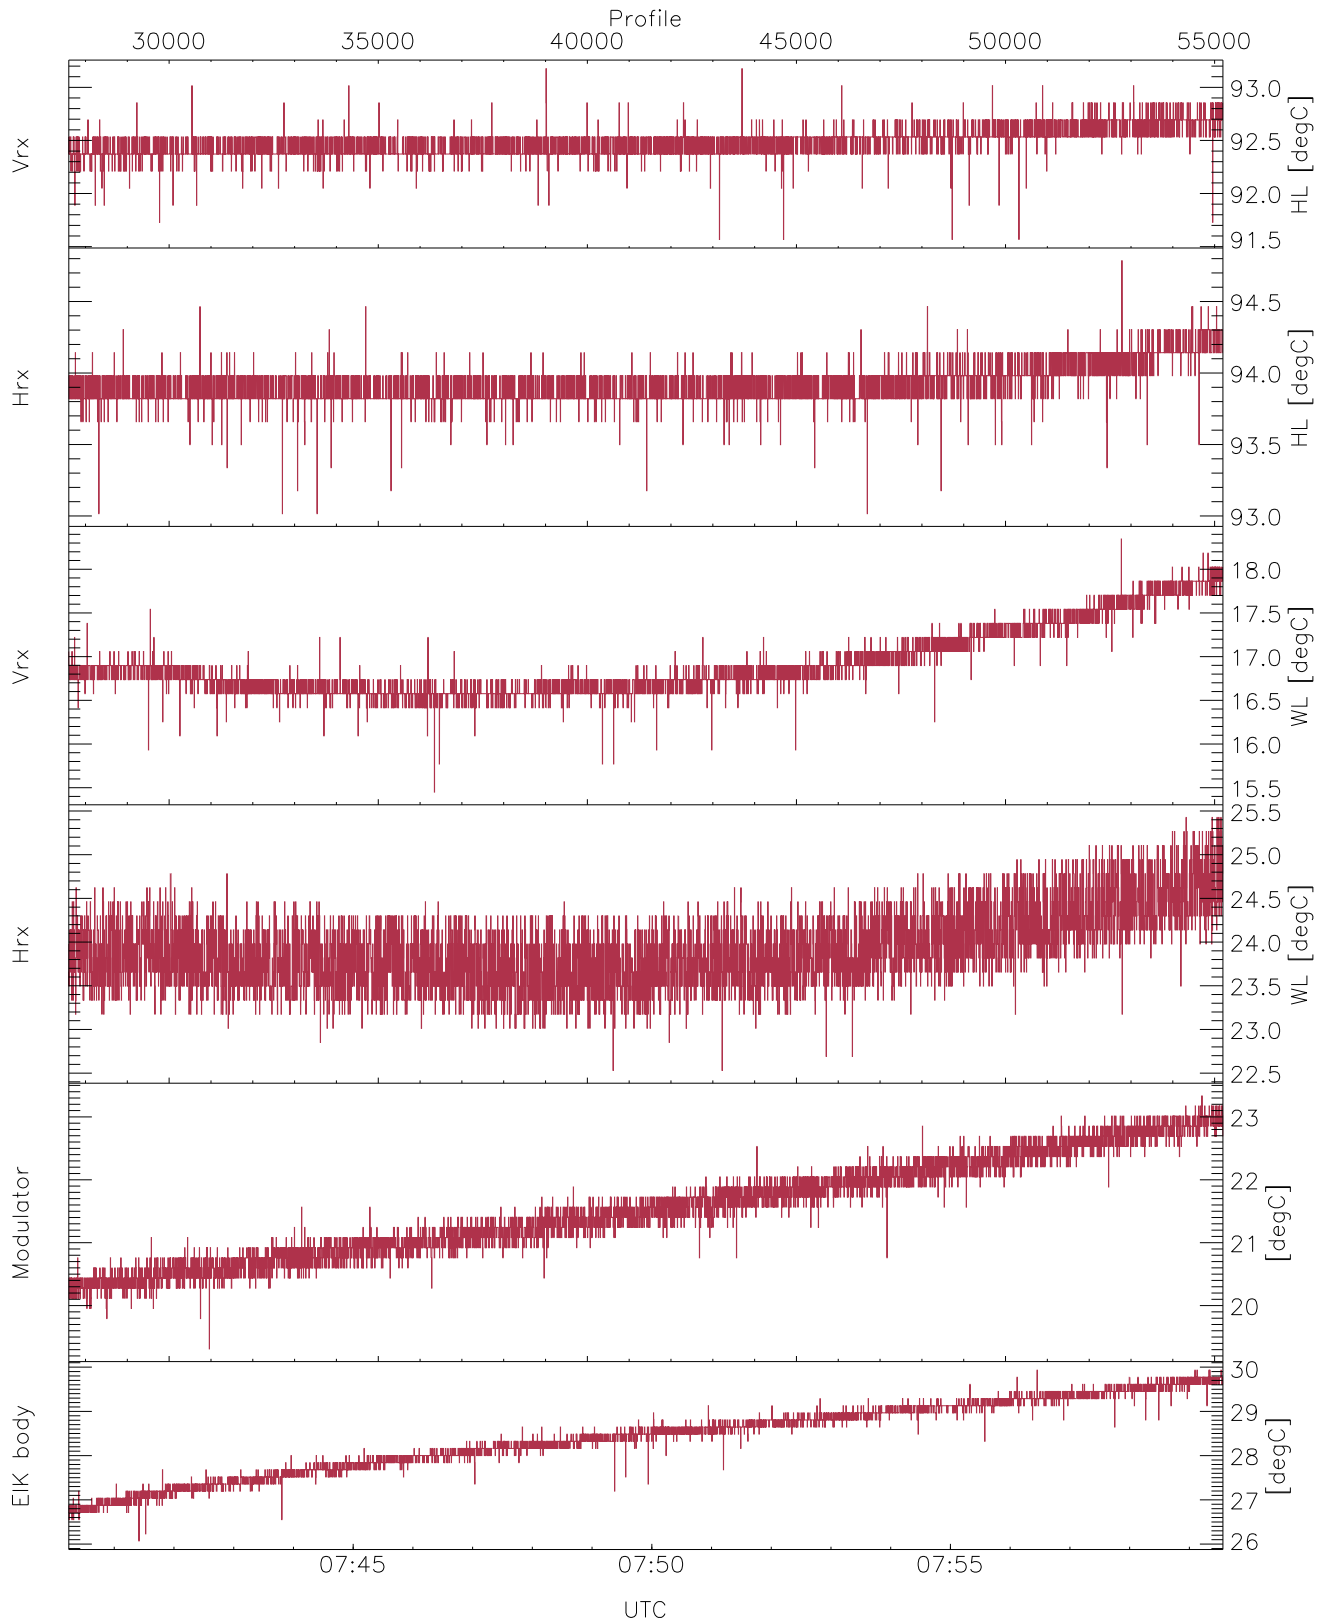 Profile
30000 35000 40000 45000 50000 55000
Vrx
93.0
92.5
92.0
91.5
HL [degC]
Hrx
94.5
94.0
93.5
93.0
HL [degC]
Vrx
18.0
17.5
17.0
16.5
16.0
15.5
WL [degC]
Hrx
25.5
25.0
24.5
24.0
23.5
23.0
22.5
WL [degC]
Modulator
23
22
21
20
[degC]
EIK body
30
29
28
27
26
[degC]
07:45 07:50 07:55
UTC